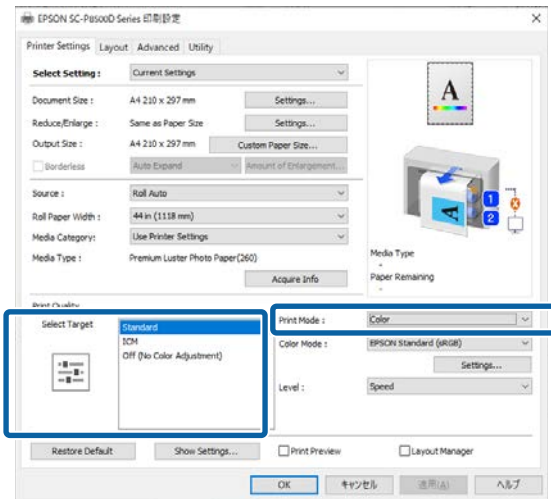 EPSON SC-P8500D Series 印刷設定
Printer Settings Layout Advanced Utility
Select Setting : Current Settings
Document Size : A4 210 x 297 mm Settings...
Reduce/Enlarge : Same as Paper Size Settings...
Output Size : A4 210 x 297 mm Custom Paper Size...
Borderless Auto Expand Amount of Enlargement...
Source : Roll Auto
Roll Paper Width : 44 in (1118 mm)
Media Category: Use Printer Settings
Media Type : Premium Luster Photo Paper(260)
Acquire Info
A
A
1
2
Media Type
-
Paper Remaining
-
Print Quality
Select Target
Standard
ICM
Off (No Color Adjustment)
Print Mode : Color
Color Mode : EPSON Standard (sRGB)
Settings...
Level : Speed
Restore Default Show Settings... Print Preview Layout Manager
OK キャンセル 適用(A) ヘルプ